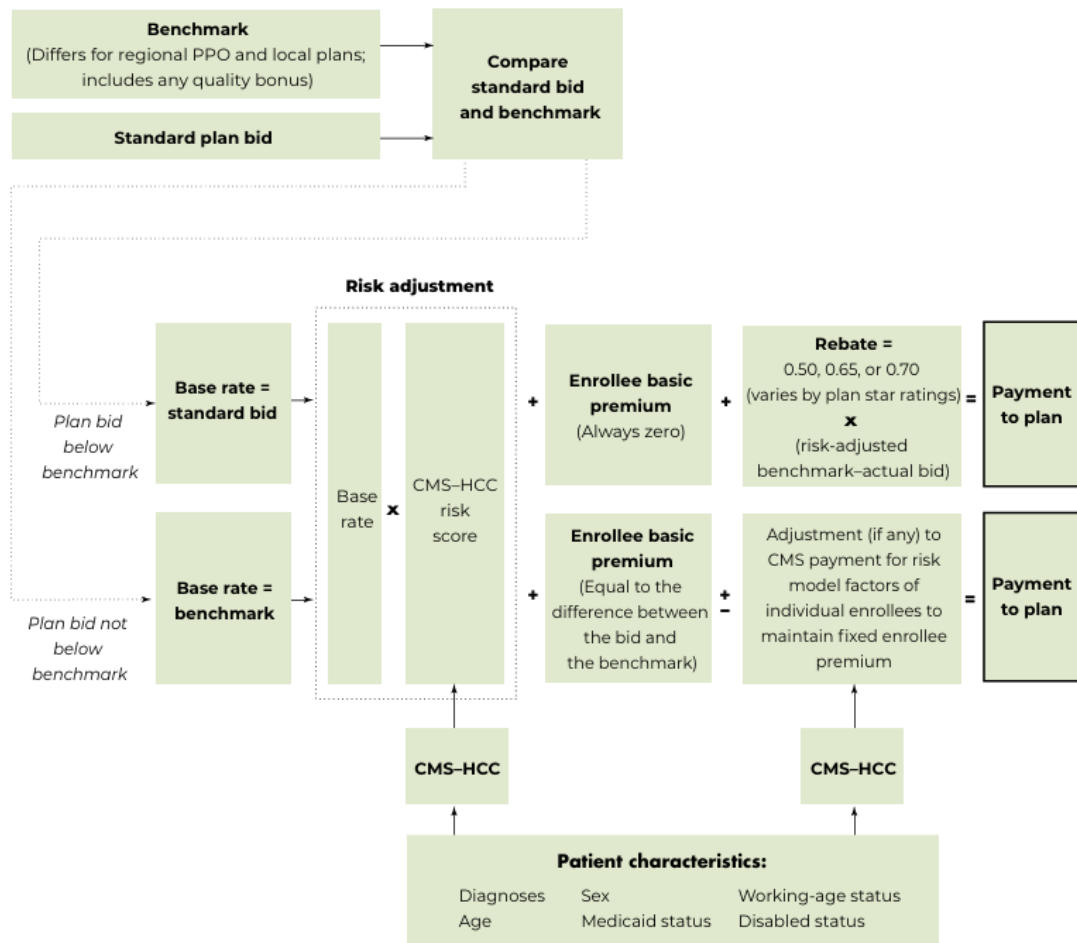 Benchmark
(Differs for regional PPO and local plans;
includes any quality bonus)
Standard plan bid
Compare
standard bid
and benchmark
Risk adjustment
Plan bid
below
benchmark
Base rate =
standard bid
Plan bid not
below
benchmark
Base rate =
benchmark
Base
rate
x
CMS–HCC
risk
score
+
Enrollee basic
premium
(Always zero)
+
Rebate =
0.50, 0.65, or 0.70
(varies by plan star ratings)
x
(risk-adjusted
benchmark–actual bid)
=
Payment
to plan
+
Enrollee basic
premium
(Equal to the
difference between
the bid and
the benchmark)
+
–
Adjustment (if any) to
CMS payment for risk
model factors of
individual enrollees to
maintain fixed enrollee
premium
=
Payment
to plan
CMS–HCC
CMS–HCC
Patient characteristics:
Diagnoses Sex Working-age status
Age Medicaid status Disabled status